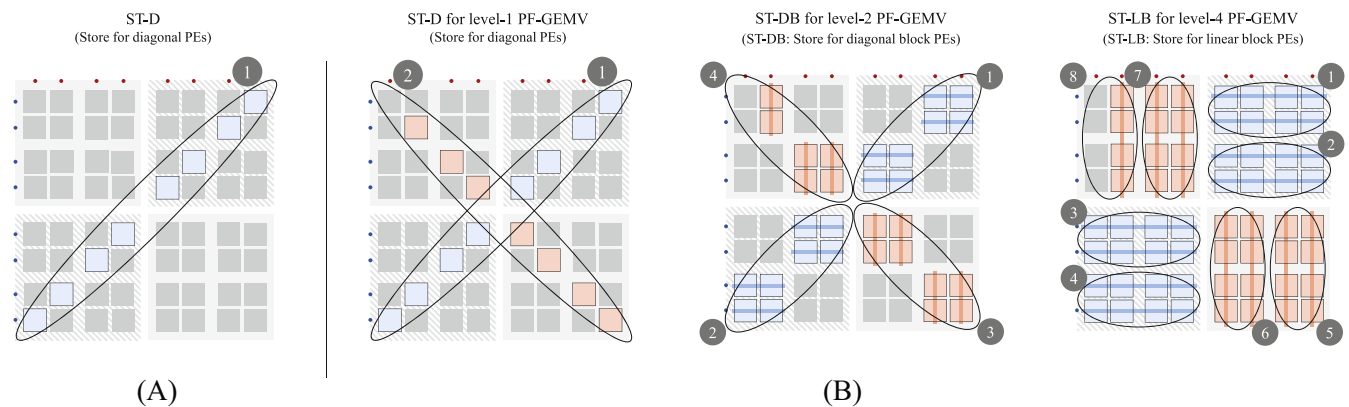 ST-D
(Store for diagonal PEs)
1
ST-D for level-1 PF-GEMV
(Store for diagonal PEs)
2
1
ST-DB for level-2 PF-GEMV
(ST-DB: Store for diagonal block PEs)
4
1
2
3
ST-LB for level-4 PF-GEMV
(ST-LB: Store for linear block PEs)
8
7
1
2
3
4
6
5
(A)
(B)